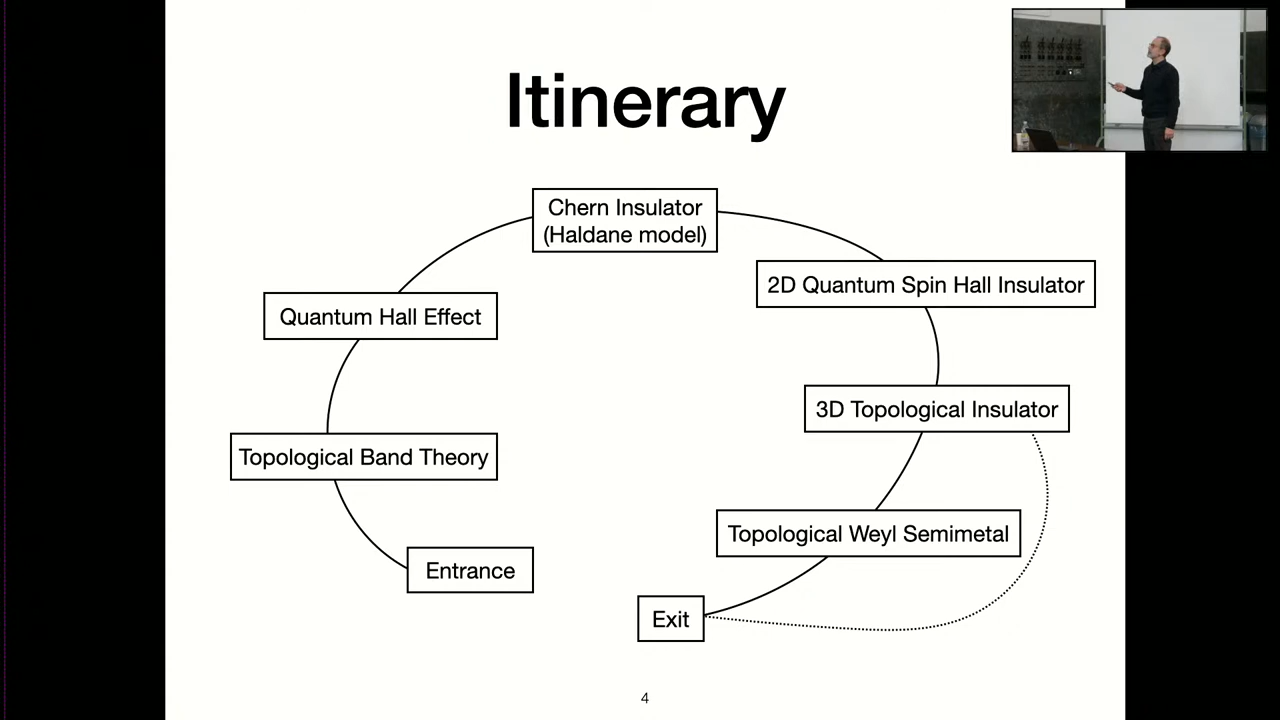 Itinerary
Chern Insulator
(Haldane model)
2D Quantum Spin Hall Insulator
Quantum Hall Effect
3D Topological Insulator
Topological Band Theory
Topological Weyl Semimetal
Entrance
Exit
4